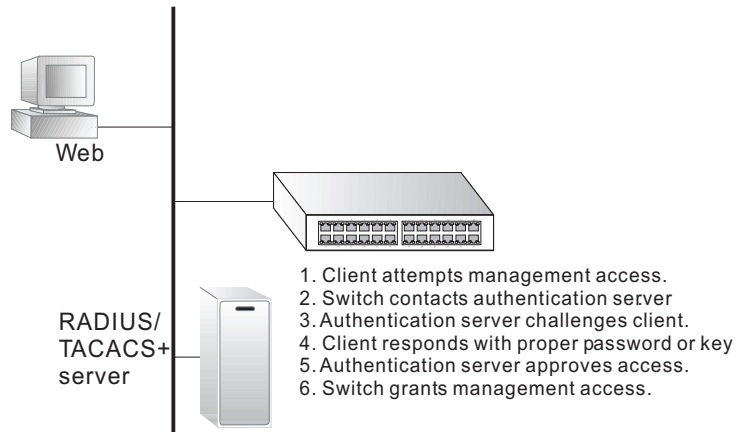 Web
1. Client attempts management access.
2. Switch contacts authentication server
3. Authentication server challenges client.
4. Client responds with proper password or key
5. Authentication server approves access.
6. Switch grants management access.
RADIUS/
TACACS+
server